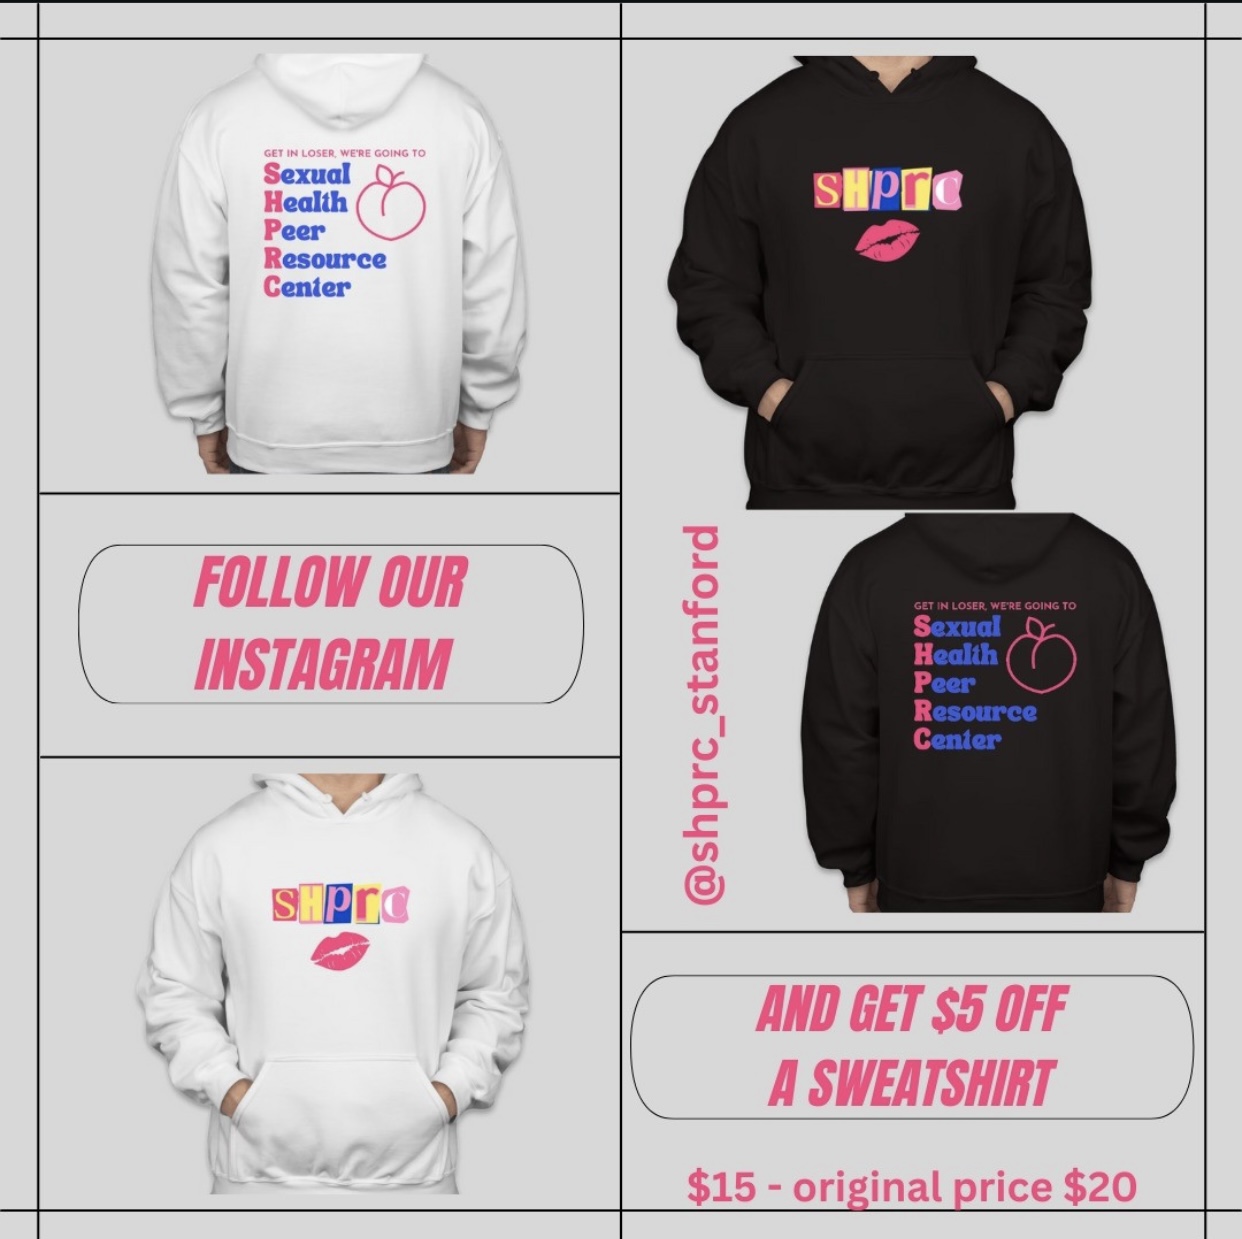 GET IN LOSER, WE'RE GOING TO
Sexual
Health
Peer
Resource
Center
SHPrC
FOLLOW OUR
INSTAGRAM
@shprc_stanford
GET IN LOSER, WE'RE GOING TO
Sexual
Health
Peer
Resource
Center
SHPrC
AND GET $5 OFF
A SWEATSHIRT
$15 - original price $20